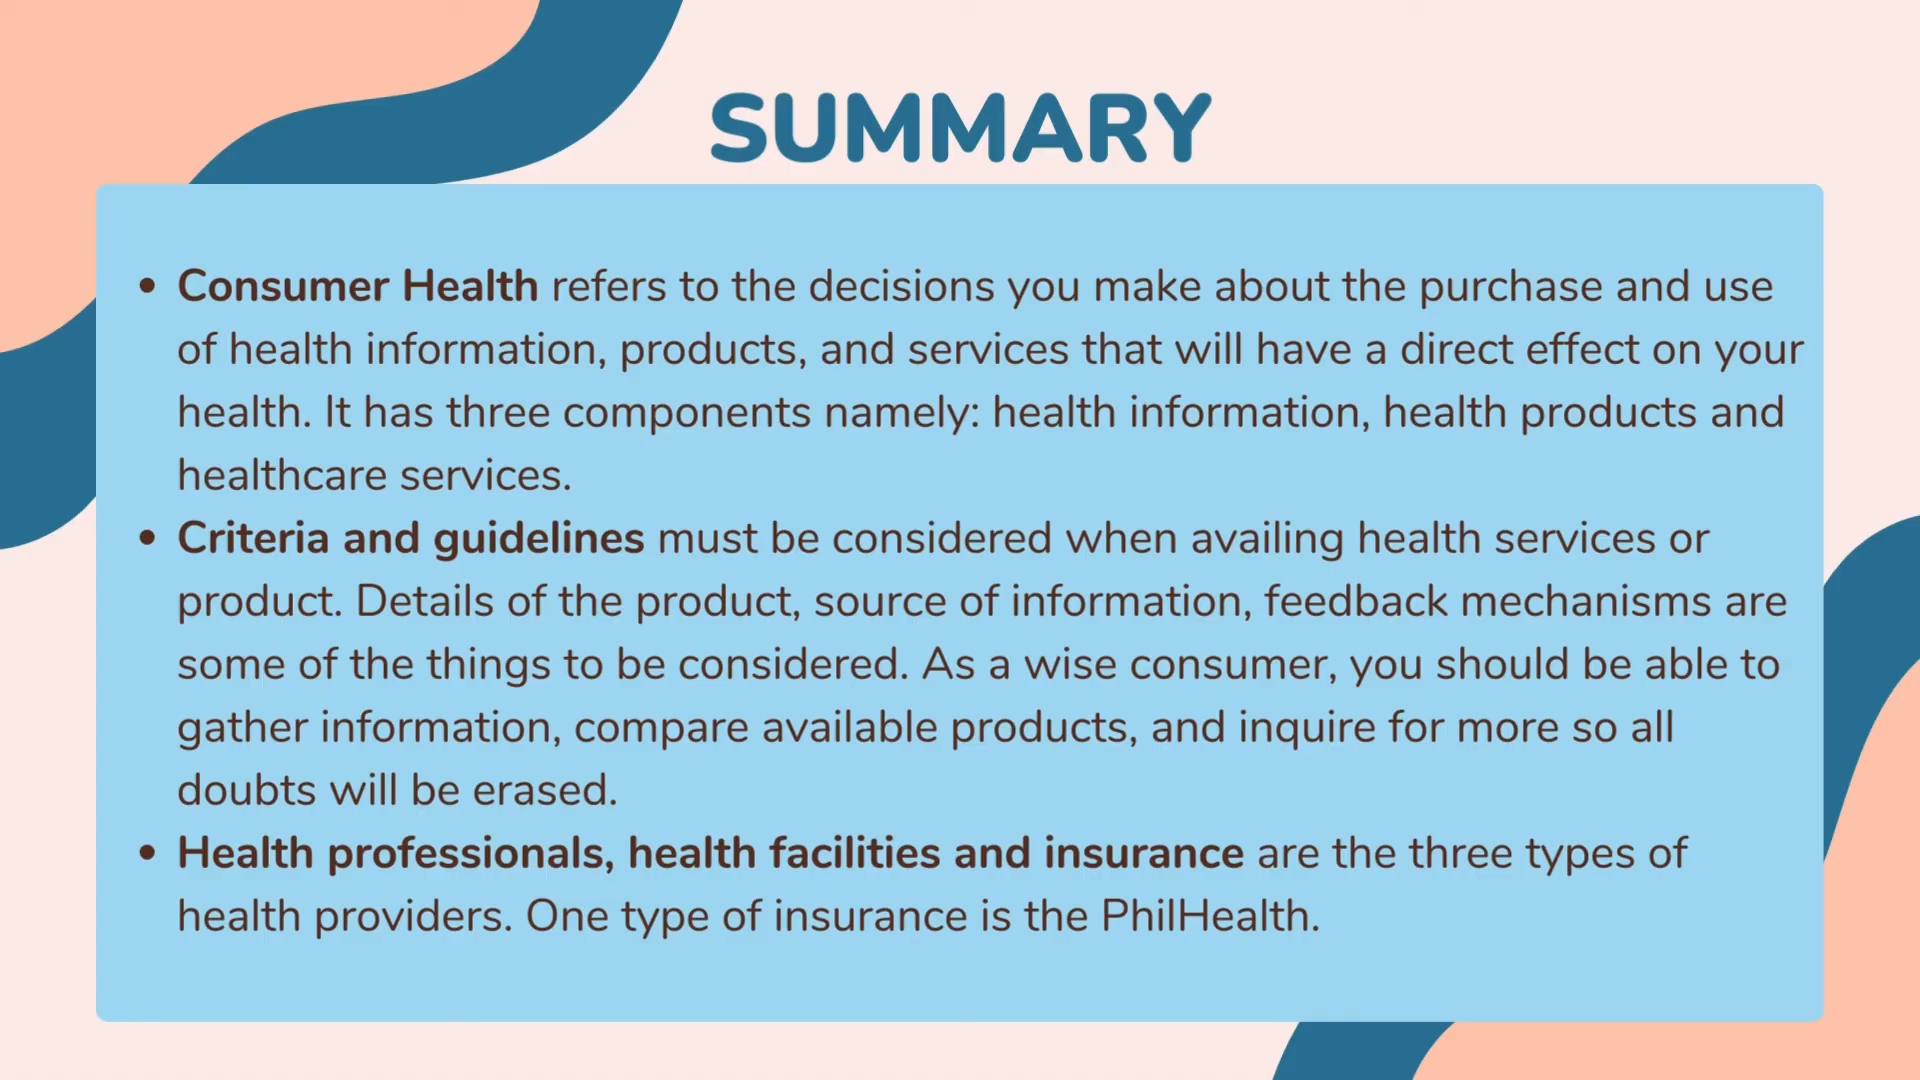 SUMMARY
• Consumer Health refers to the decisions you make about the purchase and use
of health information, products, and services that will have a direct effect on your
health. It has three components namely: health information, health products and
healthcare services.
• Criteria and guidelines must be considered when availing health services or
product. Details of the product, source of information, feedback mechanisms are
some of the things to be considered. As a wise consumer, you should be able to
gather information, compare available products, and inquire for more so all
doubts will be erased.
• Health professionals, health facilities and insurance are the three types of
health providers. One type of insurance is the PhilHealth.